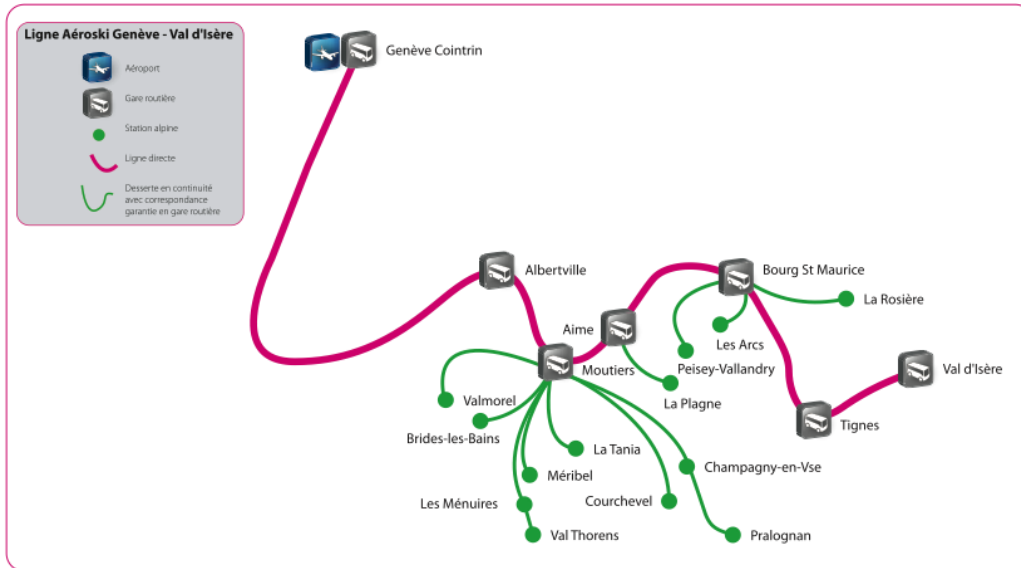 Ligne Aéroski Genève - Val d'Isère
Aéroport
Gare routière
Station alpine
Ligne directe
Desserte en continuité
avec correspondance
garantie en gare routière
Genève Cointrin
Albertville
Bourg St Maurice
La Rosière
Aime
Les Arcs
Peisey-Vallandry
Moutiers
Val d'Isère
La Plagne
Valmorel
Tignes
Brides-les-Bains
La Tania
Champagny-en-Vse
Méribel
Les Ménuires
Courchevel
Val Thorens
Pralognan